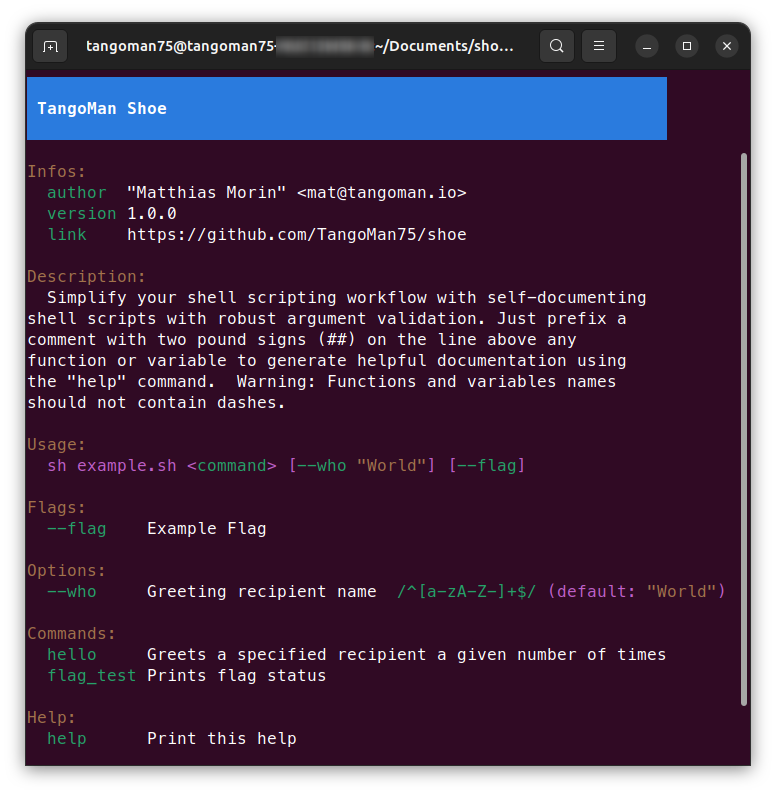 tangoman75@tangoman75- ~/Documents/sho...
TangoMan Shoe
Infos:
author "Matthias Morin" <mat@tangoman.io>
version 1.0.0
link https://github.com/TangoMan75/shoe
Description:
Simplify your shell scripting workflow with self-documenting
shell scripts with robust argument validation. Just prefix a
comment with two pound signs (##) on the line above any
function or variable to generate helpful documentation using
the "help" command.  Warning: Functions and variables names
should not contain dashes.
Usage:
sh example.sh <command> [--who "World"] [--flag]
Flags:
--flag Example Flag
Options:
--who Greeting recipient name /^[a-zA-Z-]+$/ (default: "World")
Commands:
hello Greets a specified recipient a given number of times
flag_test Prints flag status
Help:
help Print this help